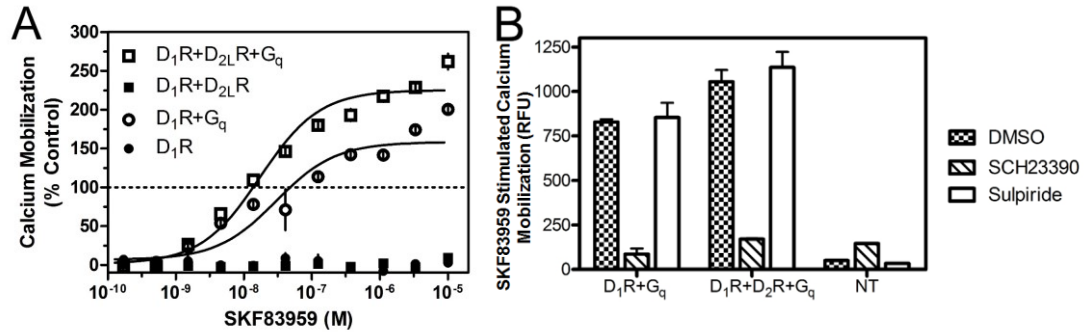 A
Calcium Mobilization
(% Control)
300
250
200
150
100
50
0
D₁R+D₂LR+Gq
D₁R+D₂LR
D₁R+Gq
D₁R
10⁻¹⁰
10⁻⁹
10⁻⁸
10⁻⁷
10⁻⁶
10⁻⁵
SKF83959 (M)
B
SKF83959 Stimulated Calcium
Mobilization (RFU)
1250
1000
750
500
250
0
D₁R+Gq
D₁R+D₂R+Gq
NT
DMSO
SCH23390
Sulpiride